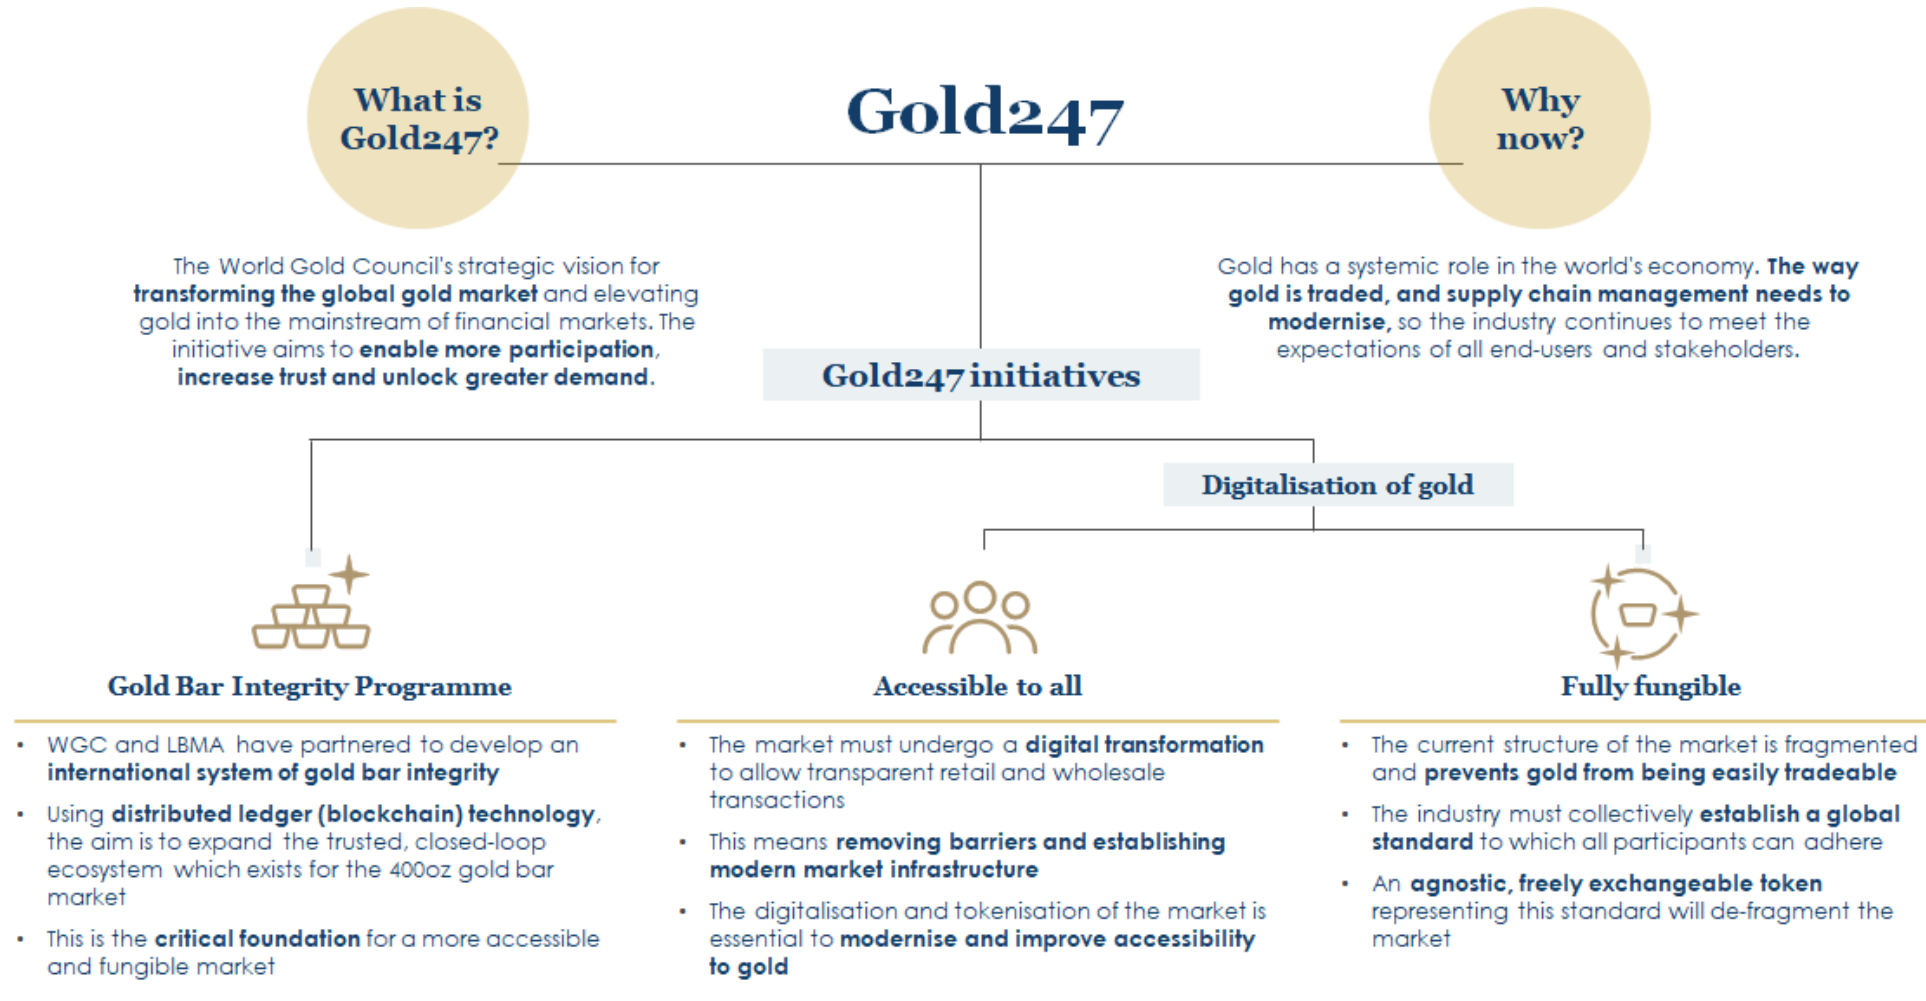 What is
Gold247?
Gold247
Why
now?
The World Gold Council's strategic vision for
transforming the global gold market and elevating
gold into the mainstream of financial markets. The
initiative aims to enable more participation,
increase trust and unlock greater demand.
Gold has a systemic role in the world's economy. The way
gold is traded, and supply chain management needs to
modernise, so the industry continues to meet the
expectations of all end-users and stakeholders.
Gold247 initiatives
Digitalisation of gold
Gold Bar Integrity Programme
• WGC and LBMA have partnered to develop an
international system of gold bar integrity
• Using distributed ledger (blockchain) technology,
the aim is to expand the trusted, closed-loop
ecosystem which exists for the 400oz gold bar
market
• This is the critical foundation for a more accessible
and fungible market
Accessible to all
• The market must undergo a digital transformation
to allow transparent retail and wholesale
transactions
• This means removing barriers and establishing
modern market infrastructure
• The digitalisation and tokenisation of the market is
essential to modernise and improve accessibility
to gold
Fully fungible
• The current structure of the market is fragmented
and prevents gold from being easily tradeable
• The industry must collectively establish a global
standard to which all participants can adhere
• An agnostic, freely exchangeable token
representing this standard will de-fragment the
market